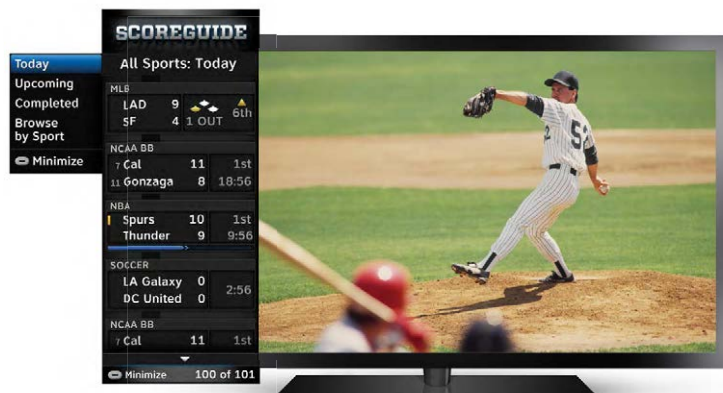 SCOREGUIDE
Today
Upcoming
Completed
Browse
by Sport
Minimize
All Sports: Today
MLB
LAD 9
SF 4 1 OUT 6th
NCAA BB
7 Cal 11 1st
11 Gonzaga 8 18:56
NBA
Spurs 10 1st
Thunder 9 9:56
SOCCER
LA Galaxy 0
DC United 0 2:56
NCAA BB
7 Cal 11 1st
Minimize 100 of 101
52